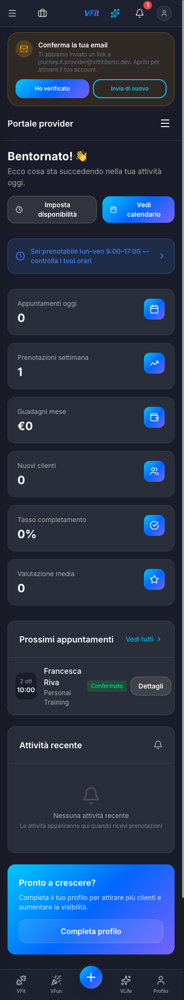 VFit
1
Conferma la tua email
Ti abbiamo inviato un link a
journey.it.provider@vitfitdemo.dev. Aprilo per
attivare il tuo account.
Ho verificato
Invia di nuovo
Portale provider
Bentornato! 👋
Ecco cosa sta succedendo nella tua attività
oggi.
Imposta
disponibilità
Vedi
calendario
Sei prenotabile lun–ven 9:00–17:00 —
controlla i tuoi orari
Appuntamenti oggi
0
Prenotazioni settimana
1
Guadagni mese
€0
Nuovi clienti
0
Tasso completamento
0%
Valutazione media
0
Prossimi appuntamenti
Vedi tutti
2 ott
10:00
Francesca
Riva
Personal
Training
Confermato
Dettagli
Attività recente
Nessuna attività recente
Le attività appariranno qui quando ricevi prenotazioni
Pronto a crescere?
Completa il tuo profilo per attirare più clienti e
aumentare la visibilità.
Completa profilo
VFit
VFun
VLife
Profilo